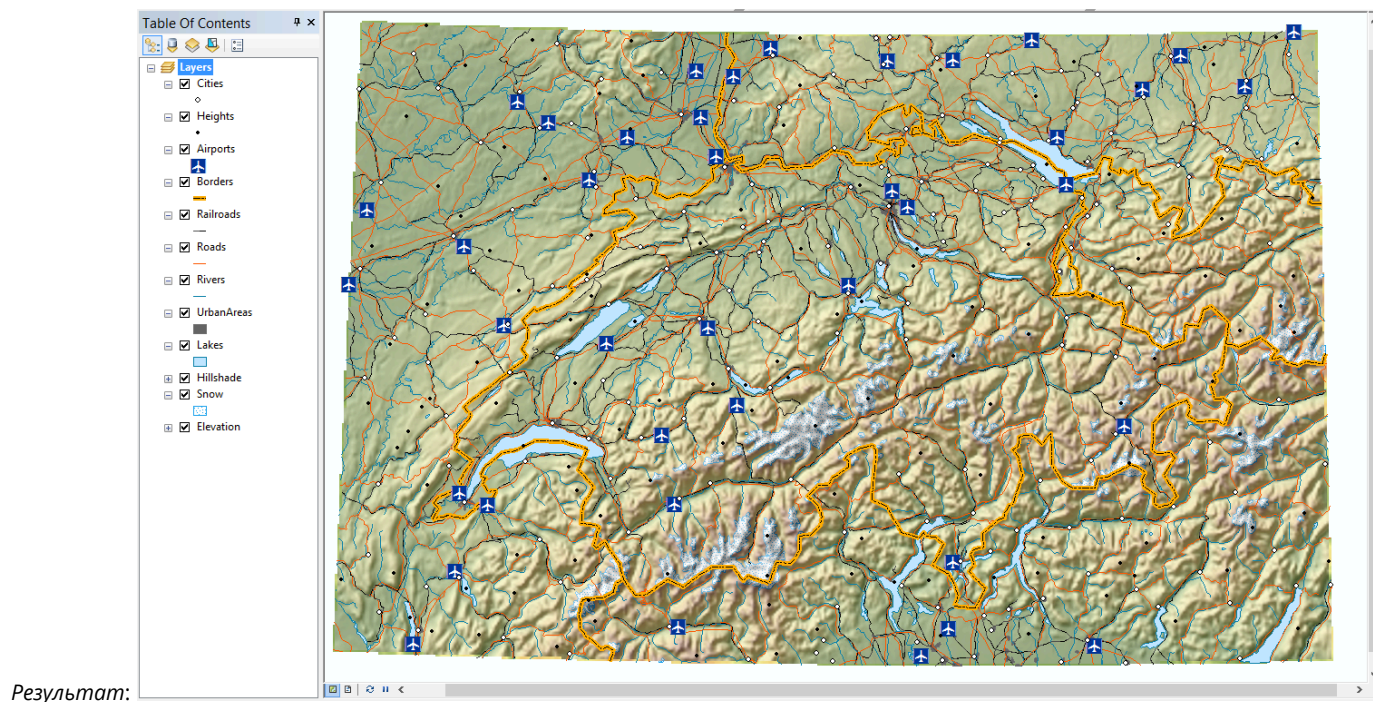 Table Of Contents
Layers
Cities
Heights
Airports
Borders
Railroads
Roads
Rivers
UrbanAreas
Lakes
Hillshade
Snow
Elevation
Результат: